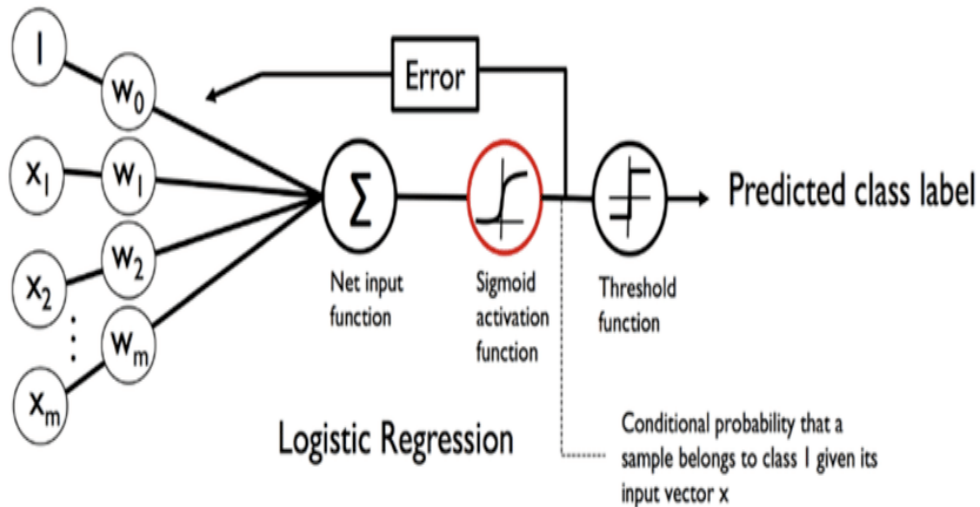 1
w0
Error
x1
w1
Σ
Predicted class label
x2
w2
Net input
function
Sigmoid
activation
function
Threshold
function
wm
xm
Logistic Regression
Conditional probability that a
sample belongs to class 1 given its
input vector x